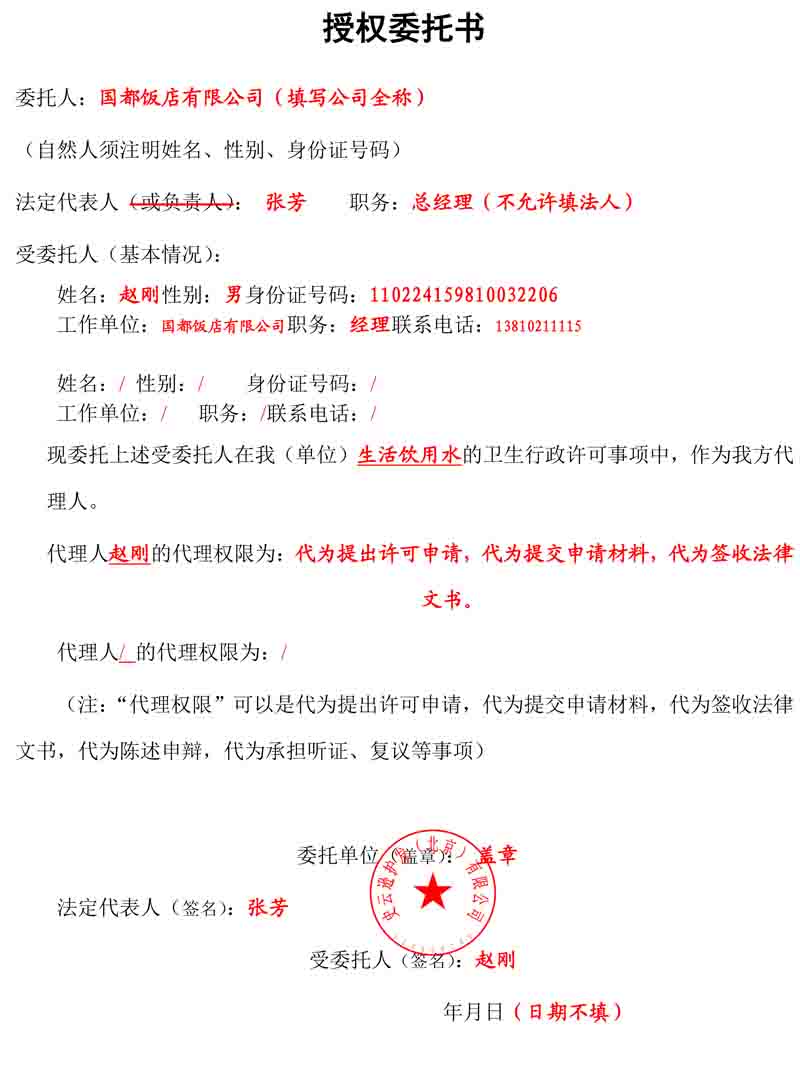 授权委托书
委托人：国都饭店有限公司（填写公司全称）
（自然人须注明姓名、性别、身份证号码）
法定代表人（或负责人）： 张芳 职务：总经理（不允许填法人）
受委托人（基本情况）：
姓名：赵刚性别：男身份证号码：110224159810032206
工作单位：国都饭店有限公司职务：经理联系电话：13810211115
姓名：/ 性别：/ 身份证号码：/
工作单位：/ 职务：/联系电话：/
现委托上述受委托人在我（单位）生活饮用水的卫生行政许可事项中，作为我方代
理人。
代理人赵刚的代理权限为：代为提出许可申请，代为提交申请材料，代为签收法律
文书。
代理人/ 的代理权限为：/
（注：“代理权限”可以是代为提出许可申请，代为提交申请材料，代为签收法律
文书，代为陈述申辩，代为承担听证、复议等事项）
委托单位（盖章）： 盖章
史云逊护发（北京）有限公司
法定代表人（签名）：张芳
受委托人（签名）：赵刚
年月日（日期不填）